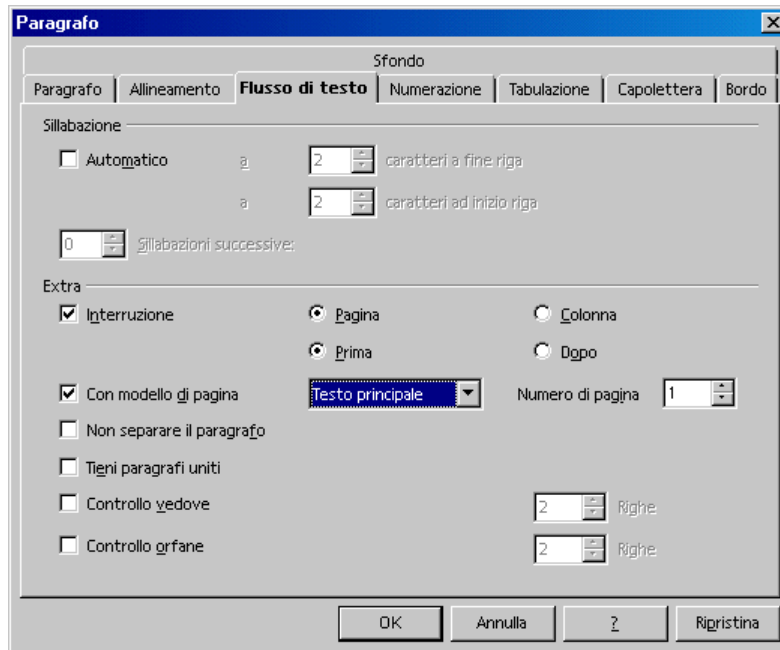 Paragrafo
Sfondo
Paragrafo Allineamento Flusso di testo Numerazione Tabulazione Capolettera Bordo
Sillabazione
Automatico a 2 caratteri a fine riga
a 2 caratteri ad inizio riga
0 Sillabazioni successive:
Extra
Interruzione Pagina Colonna
Prima Dopo
Con modello di pagina Testo principale Numero di pagina 1
Non separare il paragrafo
Tieni paragrafi uniti
Controllo vedove 2 Righe
Controllo orfane 2 Righe
OK Annulla ? Ripristina